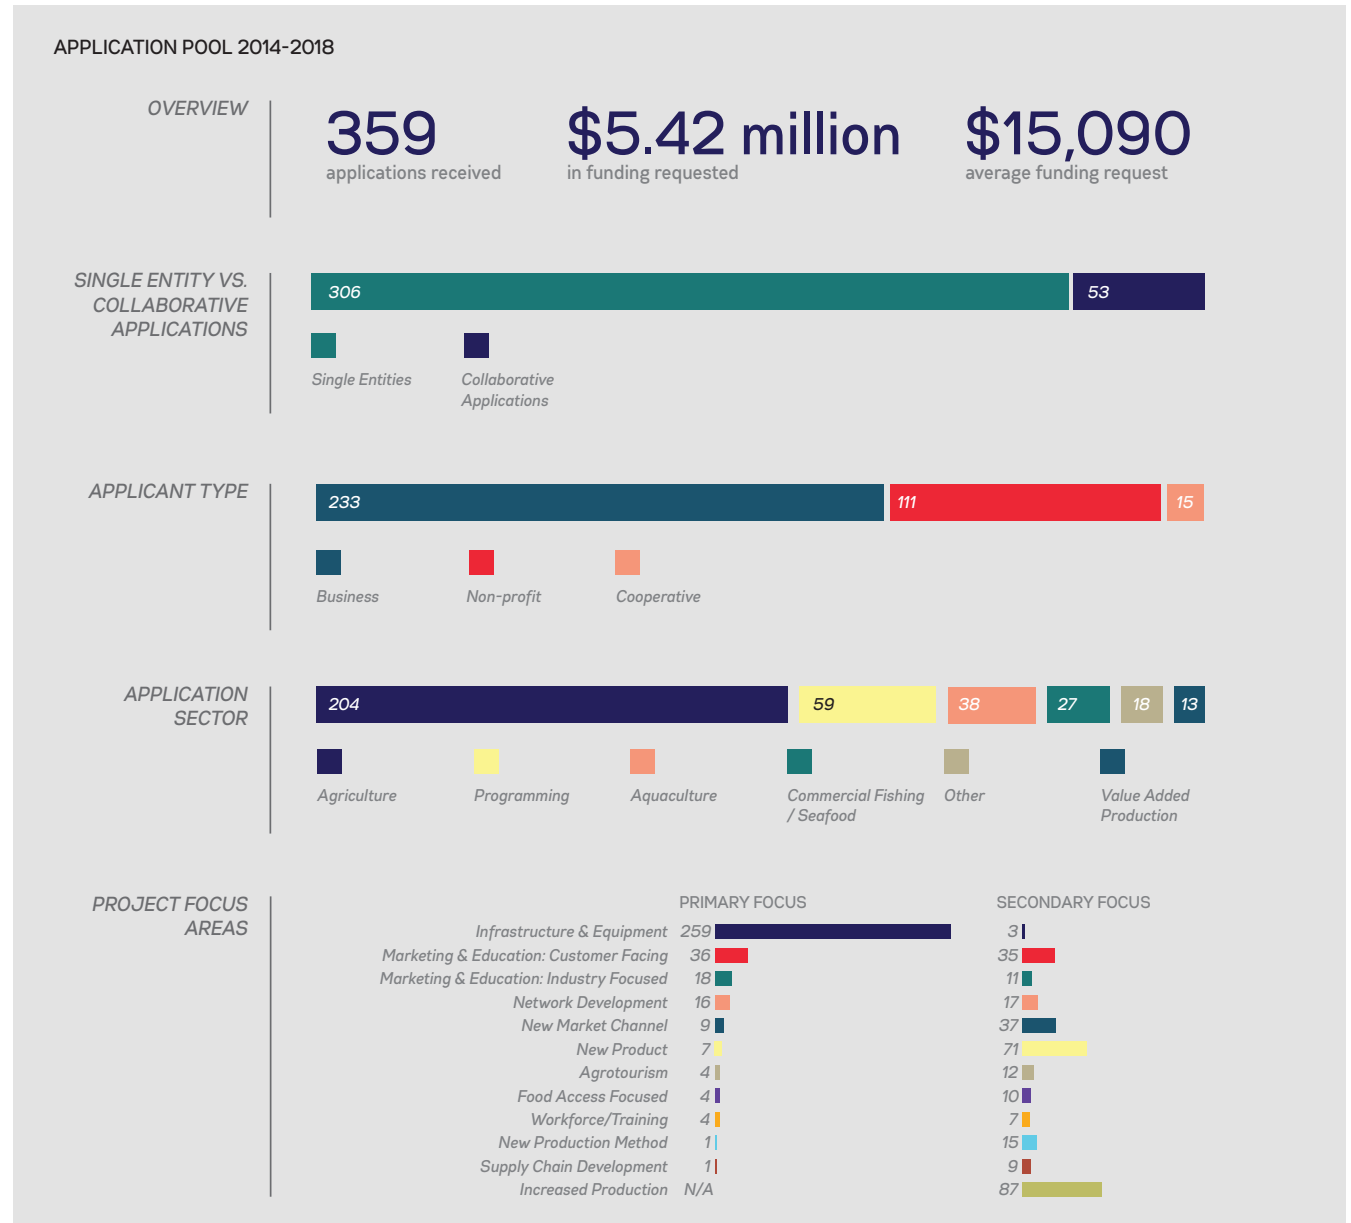 APPLICATION POOL 2014-2018
OVERVIEW
359
applications received
$5.42 million
in funding requested
$15,090
average funding request
SINGLE ENTITY VS.
COLLABORATIVE
APPLICATIONS
306
53
Single Entities
Collaborative
Applications
APPLICANT TYPE
233
111
15
Business
Non-profit
Cooperative
APPLICATION
SECTOR
204
59
38
27
18
13
Agriculture
Programming
Aquaculture
Commercial Fishing
/ Seafood
Other
Value Added
Production
PROJECT FOCUS
AREAS
PRIMARY FOCUS
SECONDARY FOCUS
Infrastructure & Equipment 259 3
Marketing & Education: Customer Facing 36 35
Marketing & Education: Industry Focused 18 11
Network Development 16 17
New Market Channel 9 37
New Product 7 71
Agrotourism 4 12
Food Access Focused 4 10
Workforce/Training 4 7
New Production Method 1 15
Supply Chain Development 1 9
Increased Production N/A 87